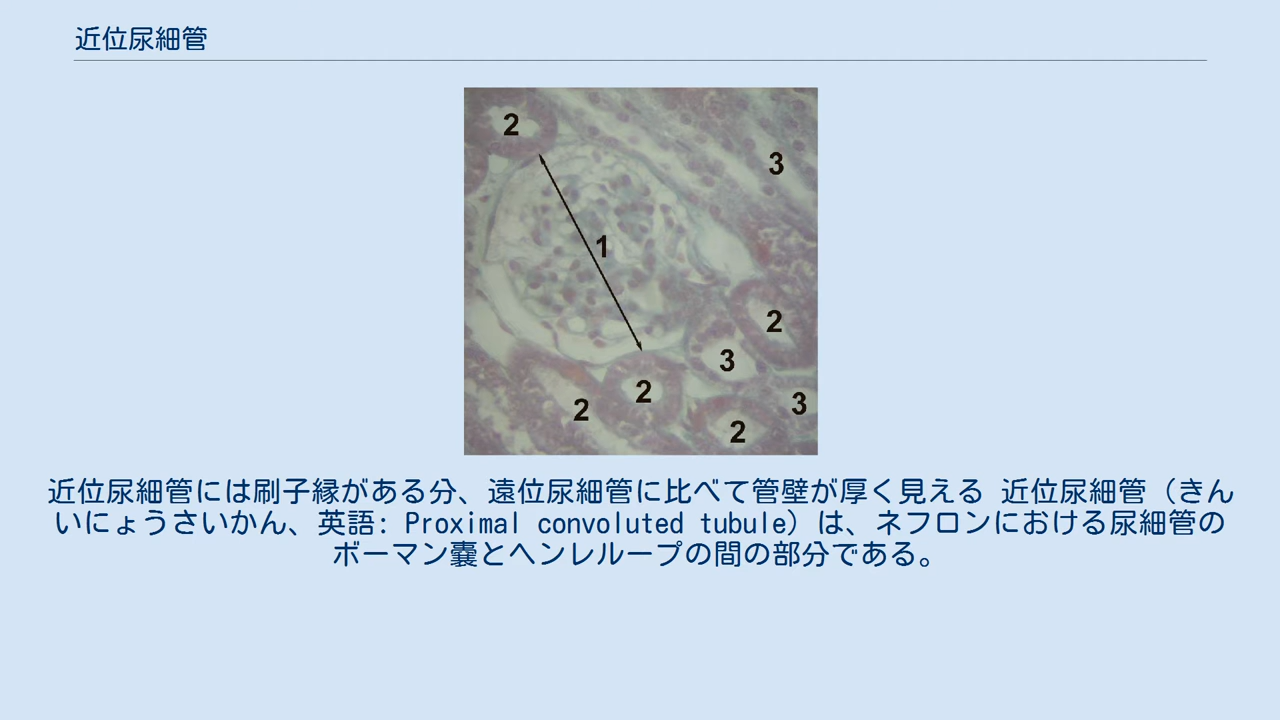 近位尿細管
2
3
1
2
3
2
3
2
2
近位尿細管には刷子縁がある分、遠位尿細管に比べて管壁が厚く見える 近位尿細管（きん
いにょうさいかん、英語: Proximal convoluted tubule）は、ネフロンにおける尿細管の
ボーマン嚢とヘンレループの間の部分である。